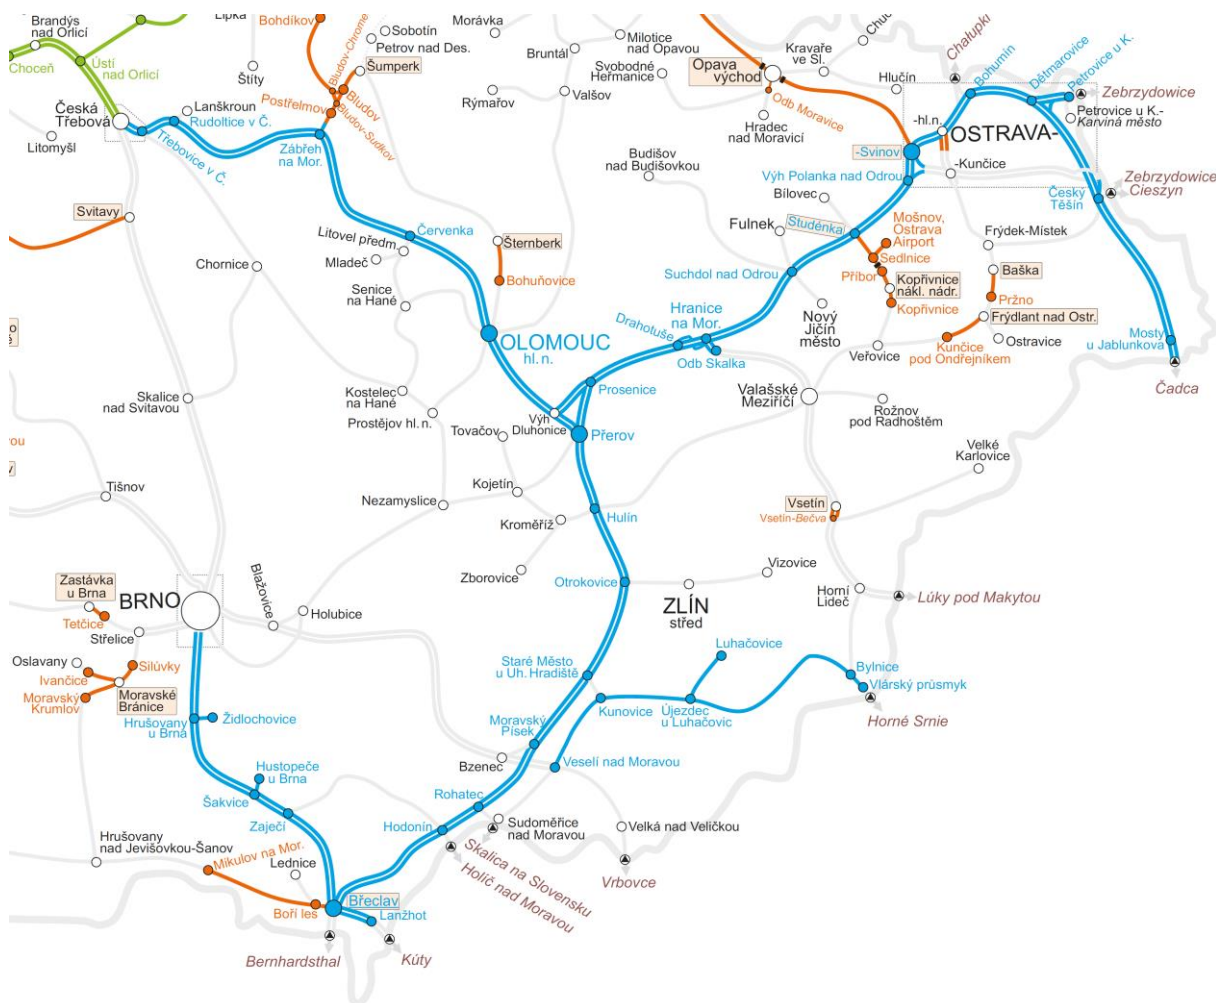 Brandýs
nad Orlicí
Choceň
Ústí
nad Orlicí
Lipka
Štíty
Bohdíkov
Bludov-Chrome
Sobotín
Petrov nad Des.
Šumperk
Postřelmov
Bludov
Bludov-Sudkov
Morávka
Bruntál
Rýmařov
Valšov
Milotice
nad Opavou
Svobodné
Heřmanice
Kravaře
ve Sl.
Chuc
Opava
východ
Odb Moravice
Hradec
nad Moravicí
Hlučín
Chałupki
Bohumín
Dětmarovice
Petrovice u K.
Zebrzydowice
Petrovice u K.-
Karviná město
-hl.n.
OSTRAVA-
-Svinov
-Kunčice
Zebrzydowice
Cieszyn
Český
Těšín
Česká
Třebová
Lanškroun
Rudoltice v Č.
Litomyšl
Třebovice v Č.
Zábřeh
na Mor.
Budišov
nad Budišovkou
Výh Polanka nad Odrou
Bílovec
Svitavy
Červenka
Litovel předm.
Mladeč
Šternberk
Bohuňovice
Fulnek
Studénka
Mošnov,
Ostrava
Airport
Sedlnice
Příbor
Kopřivnice
nákl. nádr.
Kopřivnice
Frýdek-Místek
Baška
Pržno
Frýdlant nad Ostr.
Ostravice
Kunčice
pod Ondřejníkem
Chornice
Senice
na Hané
Suchdol nad Odrou
Hranice
na Mor.
Drahotuše
Odb Skalka
Nový
Jičín
město
Veřovice
Mosty
u Jablunkova
Čadca
OLOMOUC
hl. n.
Prosenice
Skalice
nad Svitavou
Kostelec
na Hané
Prostějov hl. n.
Výh
Dluhonice
Tovačov
Přerov
Valašské
Meziříčí
Rožnov
pod Radhoštěm
Velké
Karlovice
ou
Tišnov
Nezamyslice
Kojetín
Kroměříž
Hulín
Vsetín
Vsetín-Bečva
Zborovice
Otrokovice
Vizovice
Horní
Lideč
Lúky pod Makytou
Zastávka
u Brna
Tetčice
BRNO
Blažovice
Holubice
ZLÍN
střed
Střelice
Oslavany
Silůvky
Ivančice
Moravský
Krumlov
Moravské
Bránice
Luhačovice
Staré Město
u Uh. Hradiště
Bylnice
Vlárský průsmyk
Kunovice
Újezdec
u Luhačovic
Horné Srnie
Hrušovany
u Brna
Židlochovice
Moravský
Písek
Bzenec
Veselí nad Moravou
Hustopeče
u Brna
Šakvice
Zaječí
Rohatec
Hodonín
Sudoměřice
nad Moravou
Velká nad Veličkou
Vrbovce
Skalica na Slovensku
Holíč nad Moravou
Hrušovany
nad Jevišovkou-Šanov
Mikulov na Mor.
Lednice
Boří les
Břeclav
Lanžhot
Bernhardsthal
Kúty